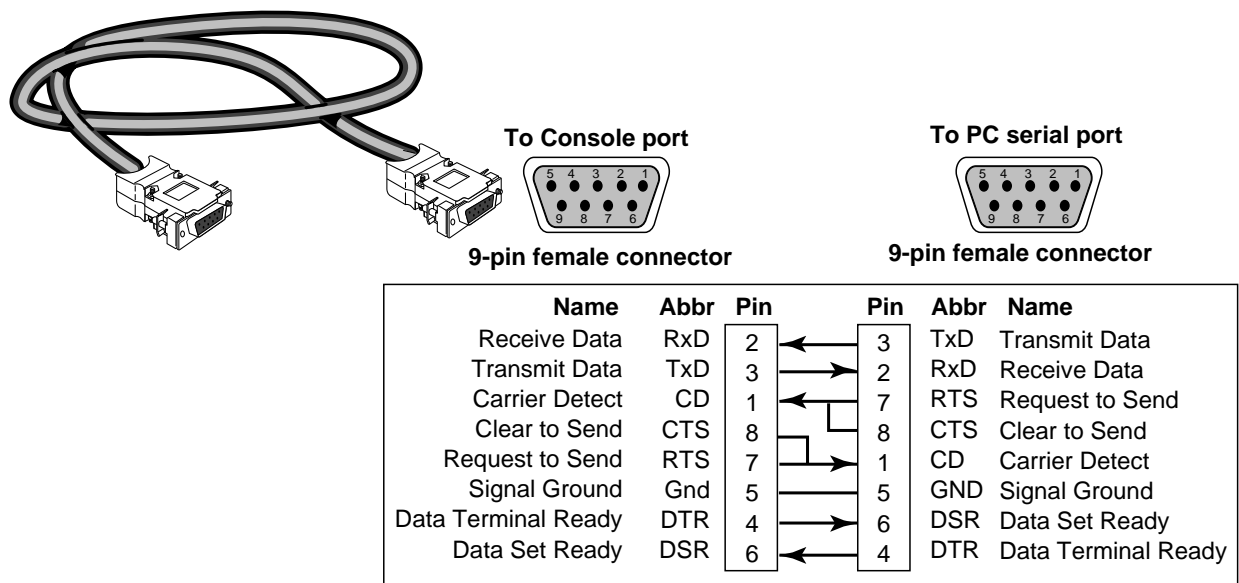 To Console port
5 4 3 2 1
9 8 7 6
9-pin female connector
To PC serial port
5 4 3 2 1
9 8 7 6
9-pin female connector
Name Abbr Pin Pin Abbr Name
Receive Data RxD 2 3 TxD Transmit Data
Transmit Data TxD 3 2 RxD Receive Data
Carrier Detect CD 1 7 RTS Request to Send
Clear to Send CTS 8 8 CTS Clear to Send
Request to Send RTS 7 1 CD Carrier Detect
Signal Ground Gnd 5 5 GND Signal Ground
Data Terminal Ready DTR 4 6 DSR Data Set Ready
Data Set Ready DSR 6 4 DTR Data Terminal Ready